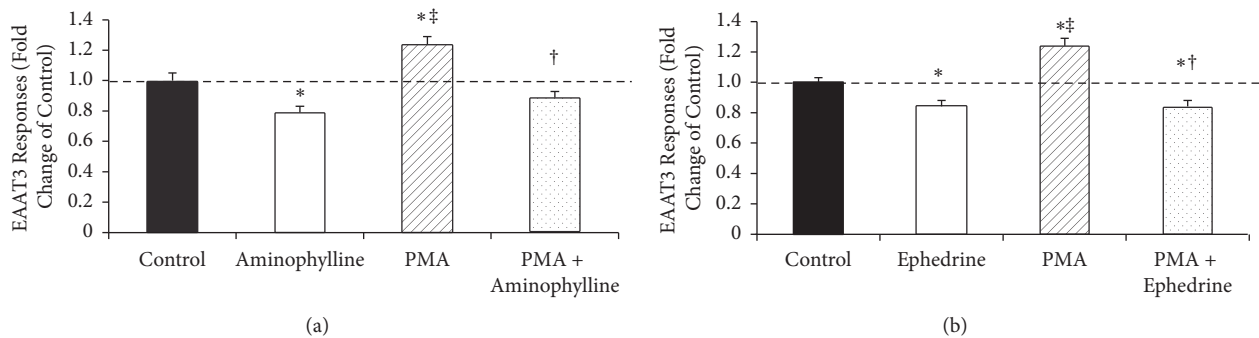 EAAT3 Responses (Fold
Change of Control)
1.4
1.2
1.0
0.8
0.6
0.4
0.2
0
*
*‡
†
Control
Aminophylline
PMA
PMA +
Aminophylline
(a)
EAAT3 Responses (Fold
Change of Control)
1.4
1.2
1.0
0.8
0.6
0.4
0.2
0
*
*‡
*†
Control
Ephedrine
PMA
PMA +
Ephedrine
(b)